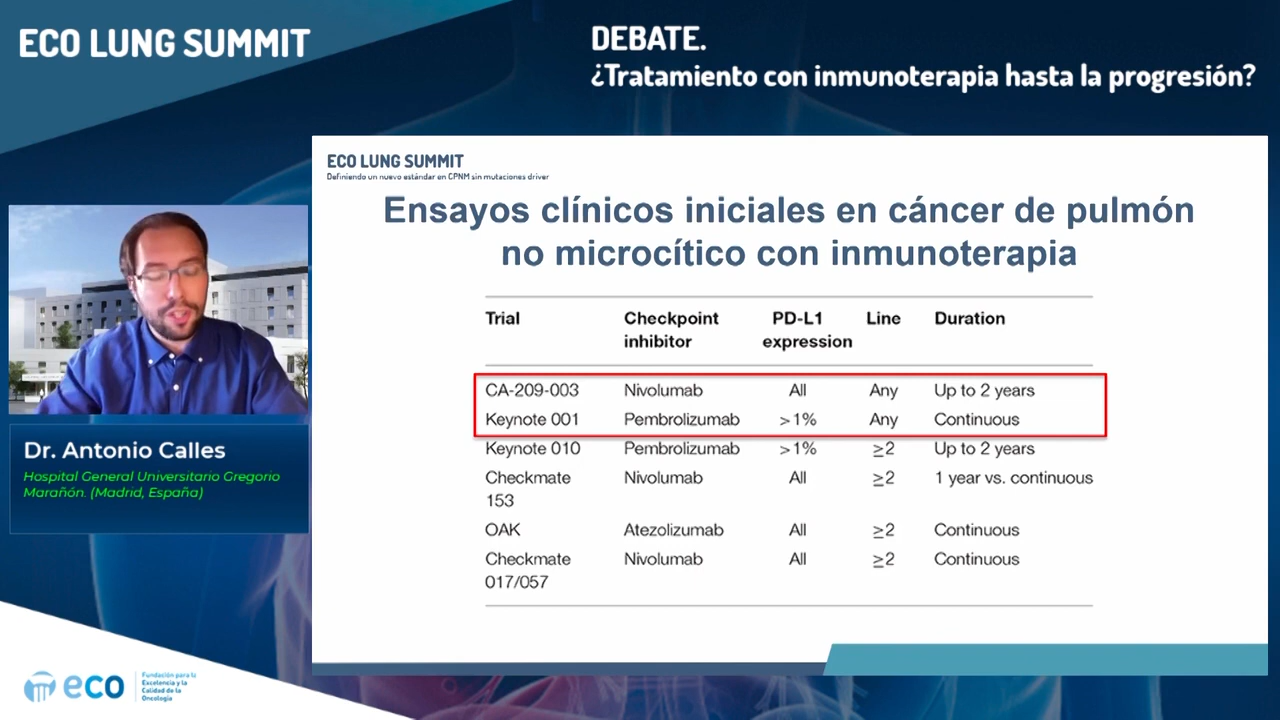 ECO LUNG SUMMIT
DEBATE.
¿Tratamiento con inmunoterapia hasta la progresión?
ECO LUNG SUMMIT
Definiendo un nuevo estándar en CPNM sin mutaciones driver
Ensayos clínicos iniciales en cáncer de pulmón
no microcítico con inmunoterapia
Trial Checkpoint inhibitor PD-L1 expression Line Duration
CA-209-003 Nivolumab All Any Up to 2 years
Keynote 001 Pembrolizumab >1% Any Continuous
Keynote 010 Pembrolizumab >1% ≥2 Up to 2 years
Checkmate 153 Nivolumab All ≥2 1 year vs. continuous
OAK Atezolizumab All ≥2 Continuous
Checkmate 017/057 Nivolumab All ≥2 Continuous
Dr. Antonio Calles
Hospital General Universitario Gregorio
Marañón. (Madrid, España)
eco
Fundación para la
Excelencia y la
Calidad de la
Oncología